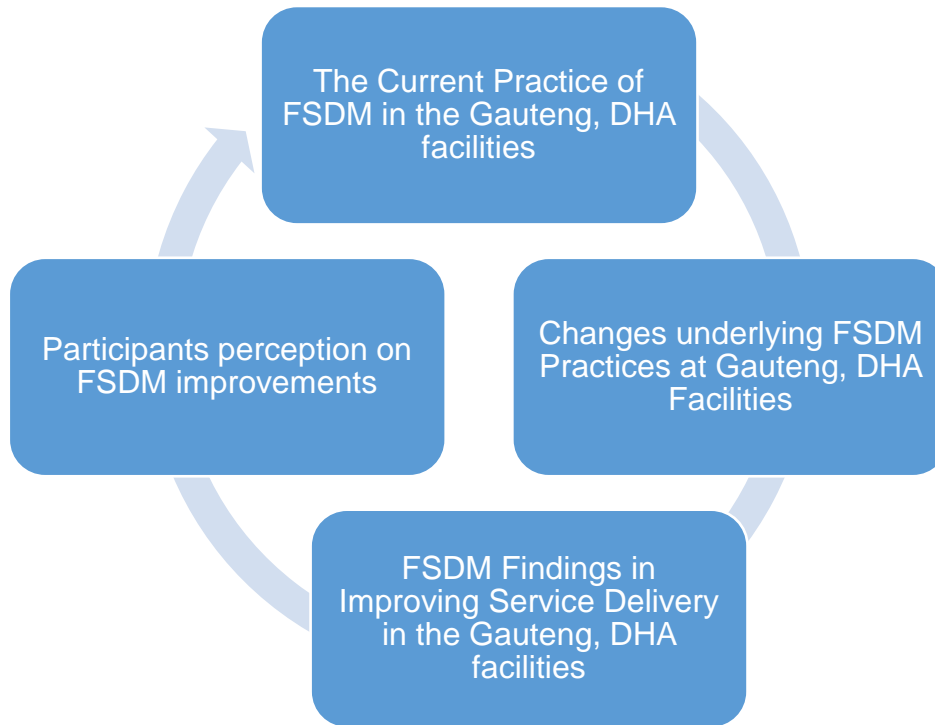 The Current Practice of
FSDM in the Gauteng, DHA
facilities
Changes underlying FSDM
Practices at Gauteng, DHA
Facilities
FSDM Findings in
Improving Service Delivery
in the Gauteng, DHA
facilities
Participants perception on
FSDM improvements